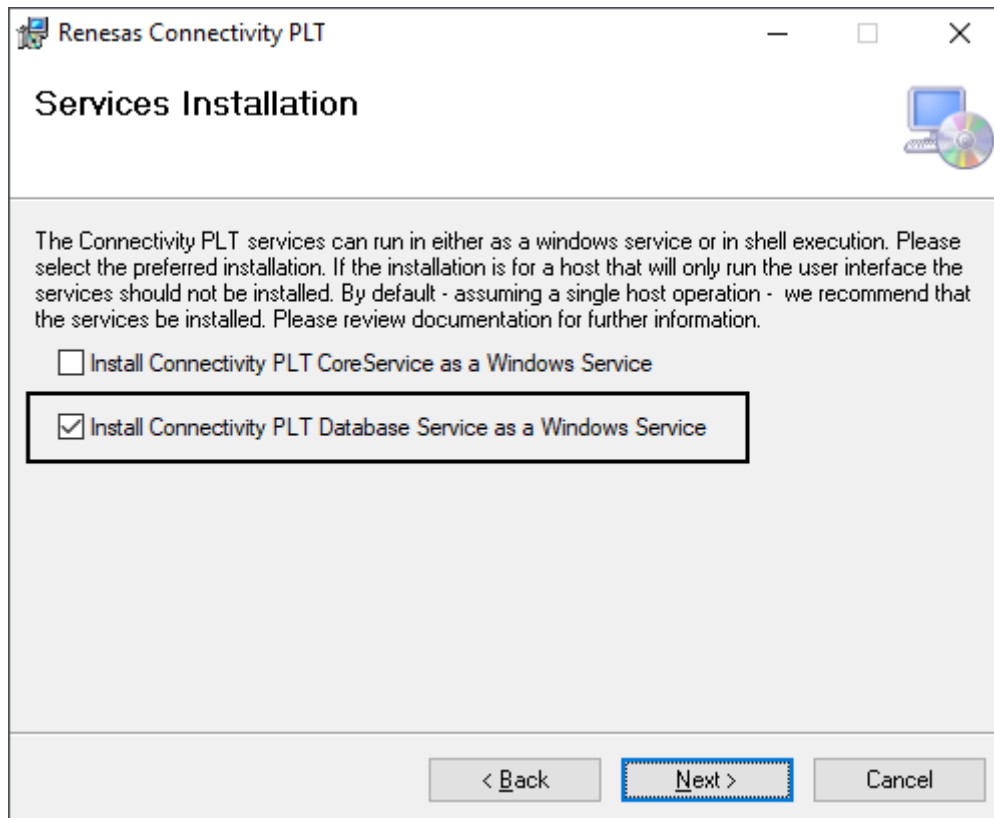 Renesas Connectivity PLT
Services Installation
The Connectivity PLT services can run in either as a windows service or in shell execution. Please
select the preferred installation. If the installation is for a host that will only run the user interface the
services should not be installed. By default - assuming a single host operation -  we recommend that
the services be installed. Please review documentation for further information.
Install Connectivity PLT CoreService as a Windows Service
Install Connectivity PLT Database Service as a Windows Service
< Back
Next >
Cancel